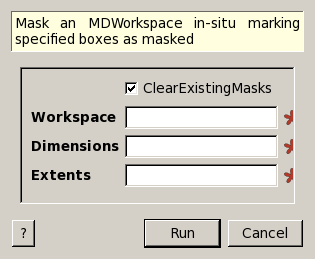 Mask an MDWorkspace in-situ marking
specified boxes as masked
ClearExistingMasks
Workspace
Dimensions
Extents
? Run Cancel